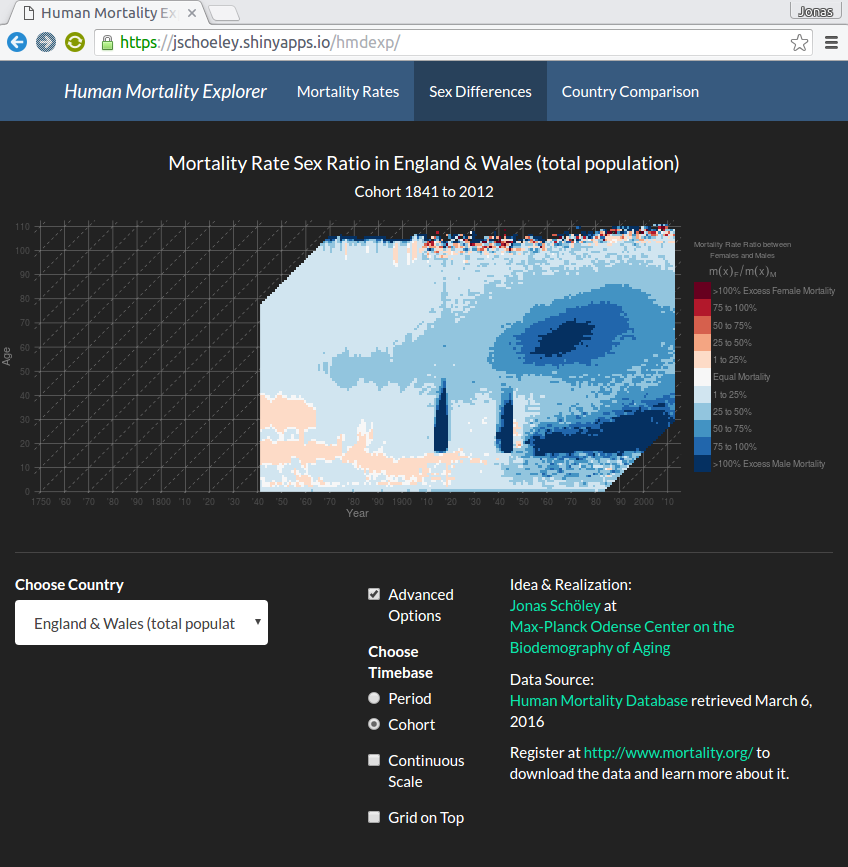 Human Mortality Ex
Jonas
https://jschoeley.shinyapps.io/hmdexp/
Human Mortality Explorer
Mortality Rates
Sex Differences
Country Comparison
Mortality Rate Sex Ratio in England & Wales (total population)
Cohort 1841 to 2012
110
100
90
80
70
60
50
40
30
20
10
0
Age
1750 '60 '70 '80 '90 1800 '10 '20 '30 '40 '50 '60 '70 '80 '90 1900 '10 '20 '30 '40 '50 '60 '70 '80 '90 2000 '10
Year
Mortality Rate Ratio between
Females and Males
m(x)F/m(x)M
>100% Excess Female Mortality
75 to 100%
50 to 75%
25 to 50%
1 to 25%
Equal Mortality
1 to 25%
25 to 50%
50 to 75%
75 to 100%
>100% Excess Male Mortality
Choose Country
England & Wales (total populat
Advanced
Options
Choose
Timebase
Period
Cohort
Continuous
Scale
Grid on Top
Idea & Realization:
Jonas Schöley at
Max-Planck Odense Center on the
Biodemography of Aging
Data Source:
Human Mortality Database retrieved March 6,
2016
Register at http://www.mortality.org/ to
download the data and learn more about it.